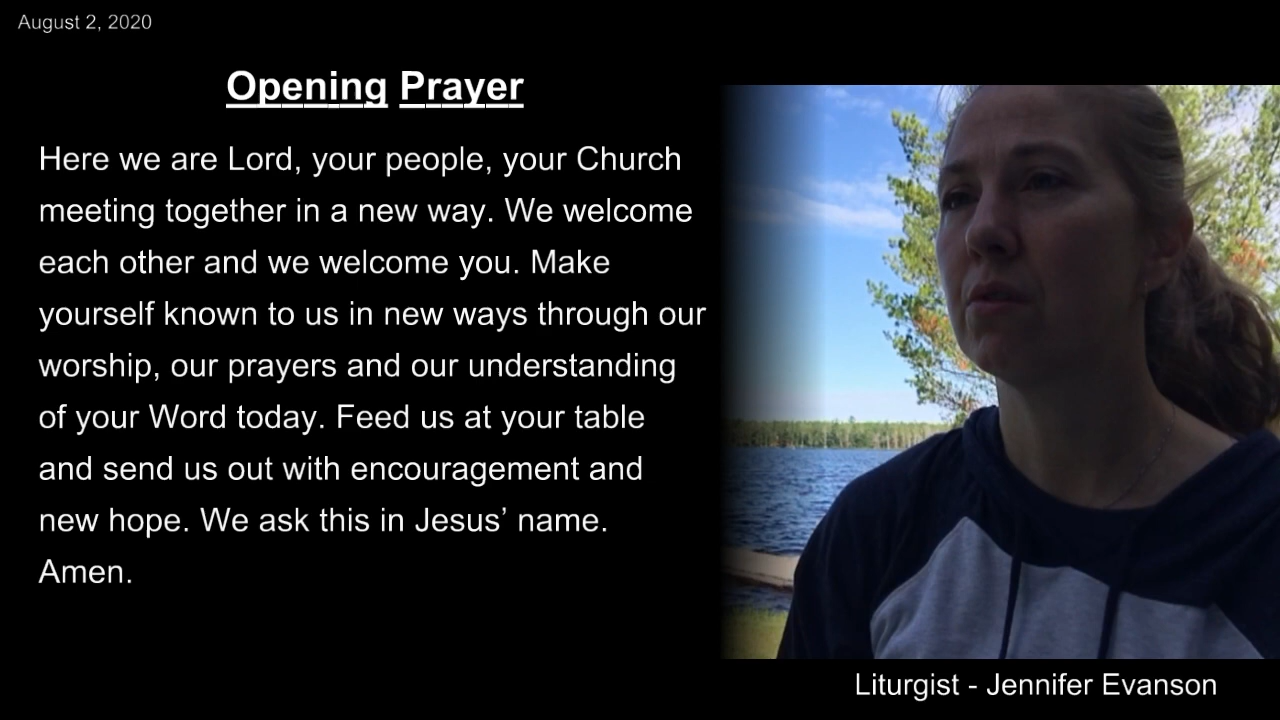 August 2, 2020
Opening Prayer
Here we are Lord, your people, your Church
meeting together in a new way. We welcome
each other and we welcome you. Make
yourself known to us in new ways through our
worship, our prayers and our understanding
of your Word today. Feed us at your table
and send us out with encouragement and
new hope. We ask this in Jesus’ name.
Amen.
Liturgist - Jennifer Evanson